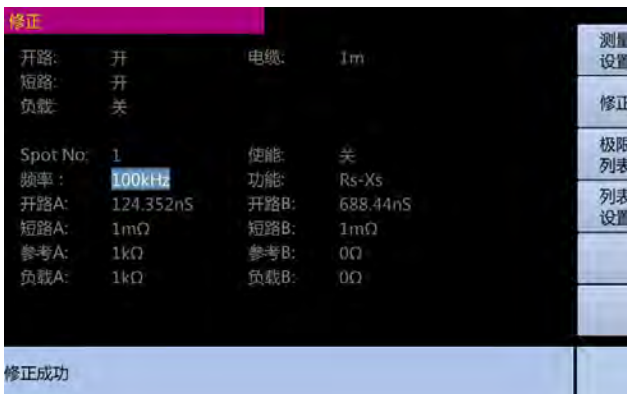 修正
开路: 开 电缆: 1m
短路: 开
负载: 关
Spot No: 1 使能: 关
频率: 100kHz 功能: Rs-Xs
开路A: 124.352nS 开路B: 688.44nS
短路A: 1mΩ 短路B: 1mΩ
参考A: 1kΩ 参考B: 0Ω
负载A: 1kΩ 负载B: 0Ω
测量
设置
修正
极限
列表
列表
设置
修正成功